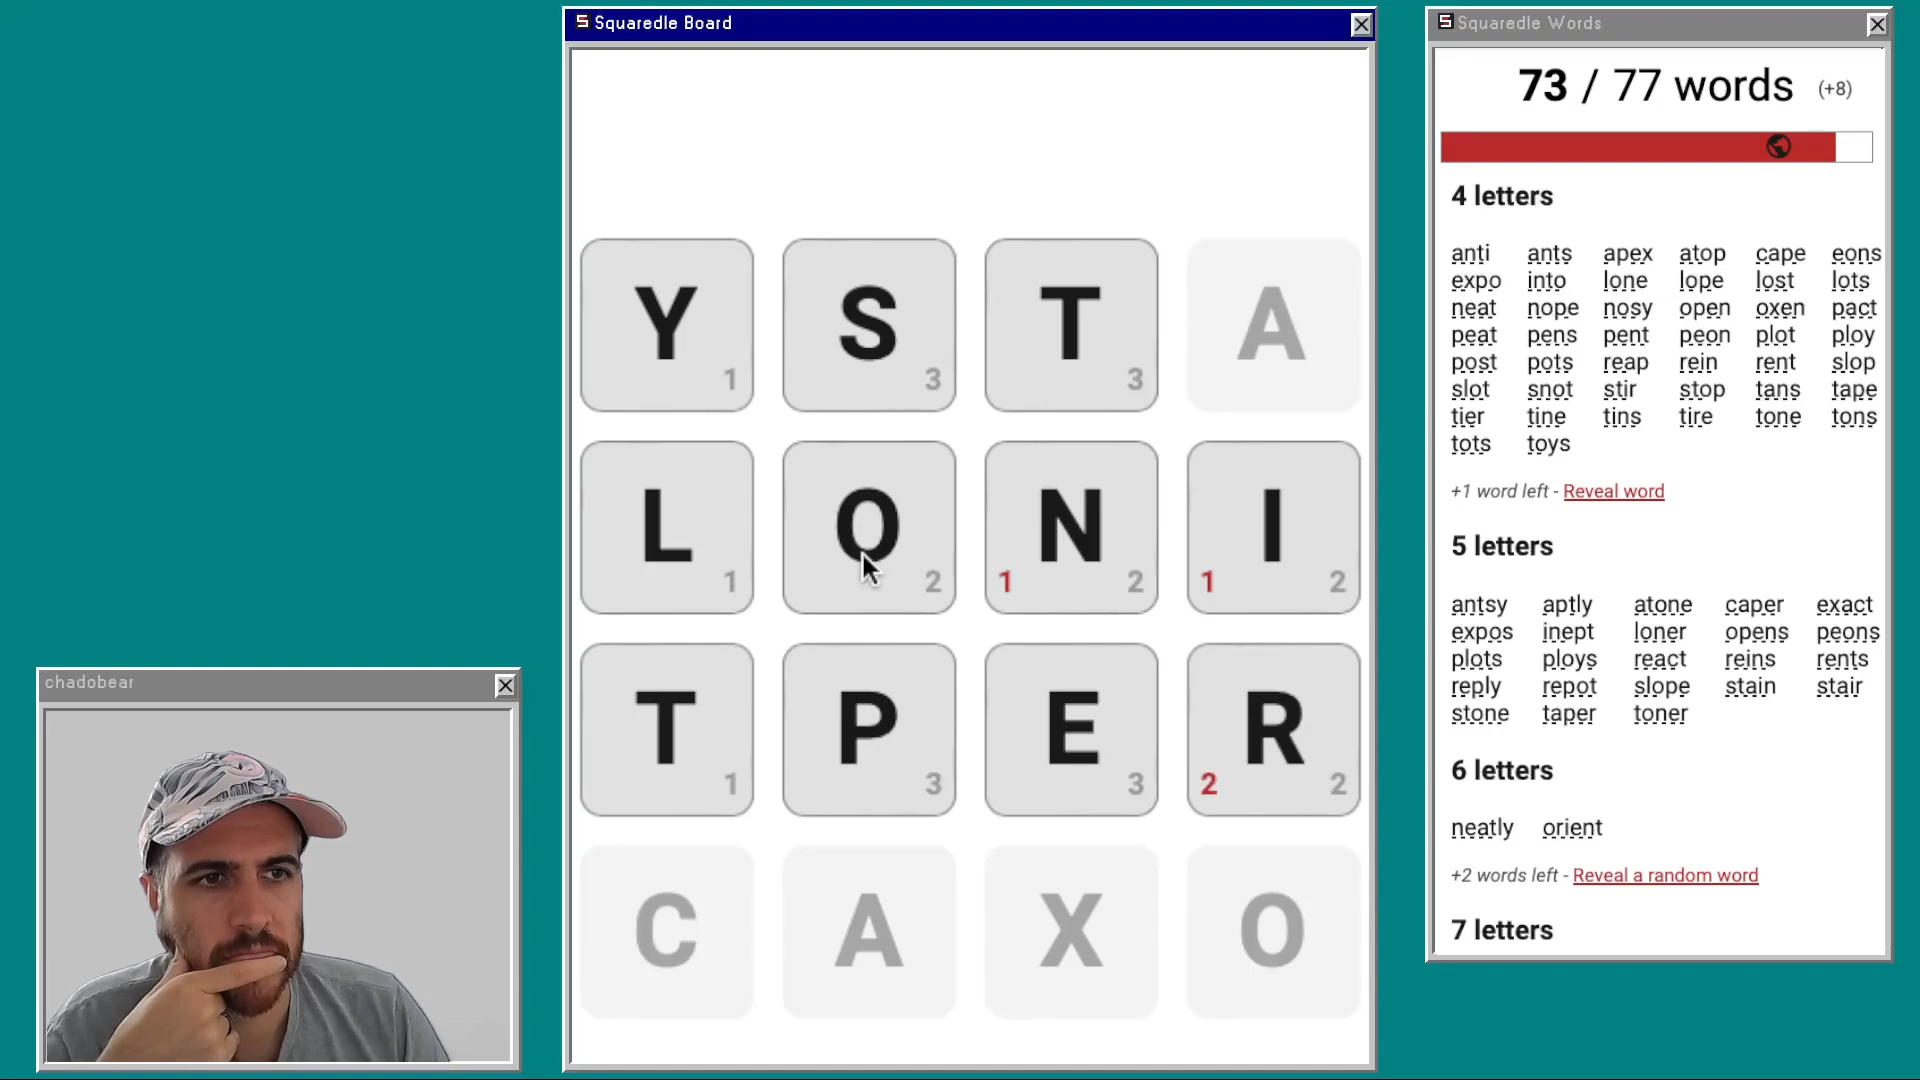 Squaredle Board
Squaredle Words
73 / 77 words (+8)
4 letters
anti ants apex atop cape eons
expo into lone lope lost lots
neat nope nosy open oxen pact
peat pens pent peon plot ploy
post pots reap rein rent slop
slot snot stir stop tans tape
tier tine tins tire tone tons
tots toys
+1 word left - Reveal word
5 letters
antsy aptly atone caper exact
expos inept loner opens peons
plots ploys react reins rents
reply repot slope stain stair
stone taper toner
6 letters
neatly orient
+2 words left - Reveal a random word
7 letters
Y 1 S 3 T 3 A
L 1 O 2 1 N 2 1 I 2
T 1 P 3 E 3 2 R 2
C A X O
chadobear